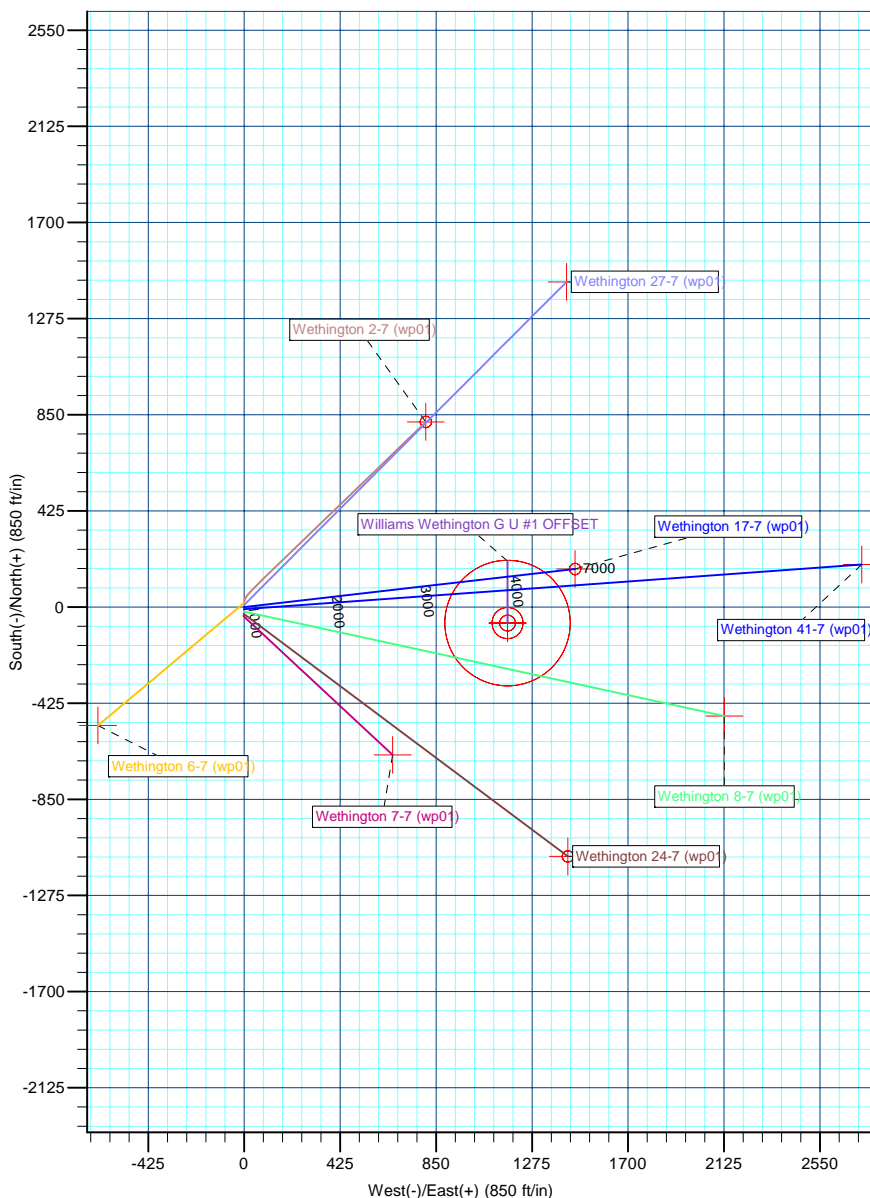 2550
2125
1700
1275
850
425
0
-425
-850
-1275
-1700
-2125
South(-)/North(+) (850 ft/in)
Wethington 27-7 (wp01)
Wethington 2-7 (wp01)
Williams Wethington G U #1 OFFSET
Wethington 17-7 (wp01)
7000
2000
3000
4000
Wethington 41-7 (wp01)
Wethington 6-7 (wp01)
Wethington 7-7 (wp01)
Wethington 8-7 (wp01)
Wethington 24-7 (wp01)
-425 0 425 850 1275 1700 2125 2550
West(-)/East(+) (850 ft/in)